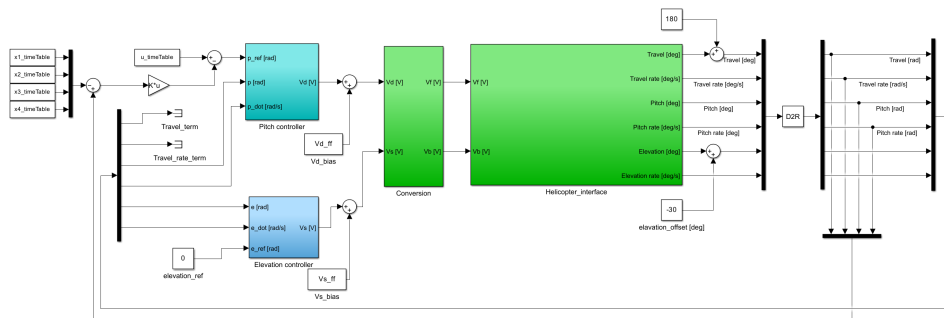 180
x1_timeTable
x2_timeTable
x3_timeTable
x4_timeTable
u_timeTable
K*u
p_ref [rad]
p [rad]
p_dot [rad/s]
Vd [V]
Pitch controller
Travel_term
Travel_rate_term
Vd_ff
Vd_bias
e [rad]
e_dot [rad/s]
e_ref [rad]
Vs [V]
Elevation controller
0
elevation_ref
Vs_ff
Vs_bias
Vd [V]
Vf [V]
Vs [V]
Vb [V]
Conversion
Vf [V]
Vb [V]
Travel [deg]
Travel rate [deg/s]
Pitch [deg]
Pitch rate [deg/s]
Elevation [deg]
Elevation rate [deg/s]
Helicopter_interface
Travel [deg]
Travel rate [deg/s]
Pitch [deg]
Pitch rate [deg]
-30
elavation_offset [deg]
D2R
Travel [rad]
Travel rate [rad/s]
Pitch [rad]
Pitch rate [rad]